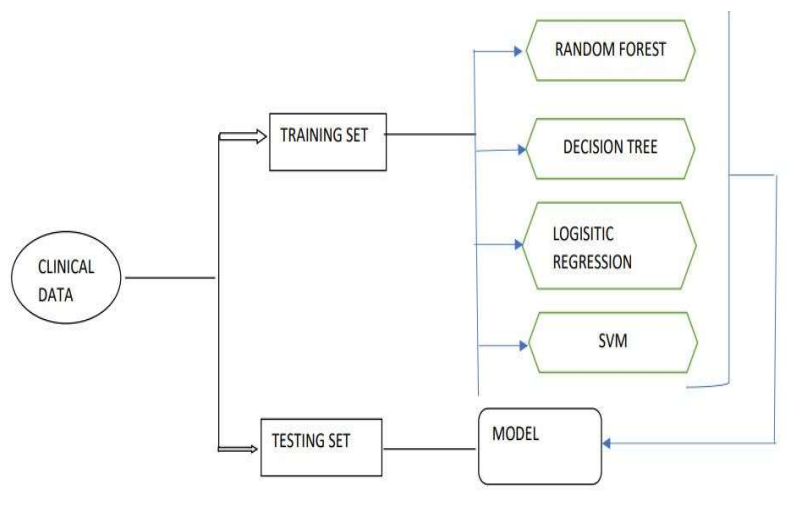 RANDOM FOREST
TRAINING SET
DECISION TREE
LOGISITIC
REGRESSION
CLINICAL
DATA
SVM
TESTING SET
MODEL